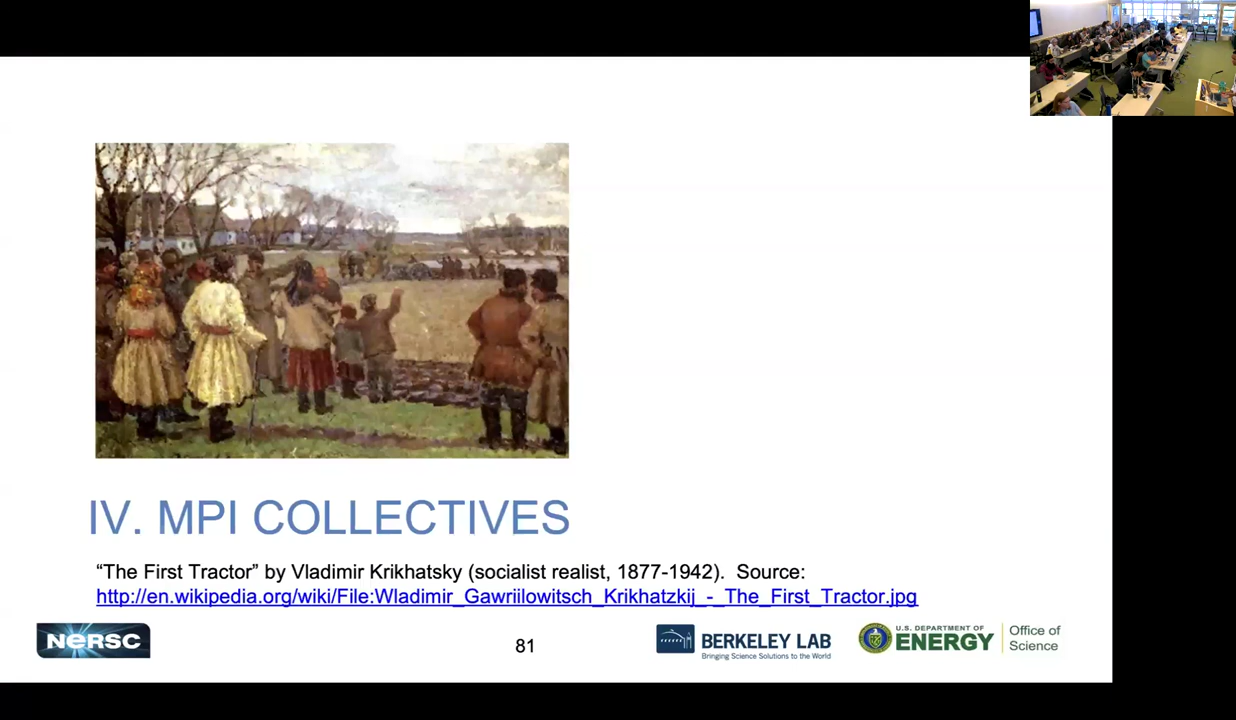 IV. MPI COLLECTIVES
“The First Tractor” by Vladimir Krikhatsky (socialist realist, 1877-1942).  Source:
http://en.wikipedia.org/wiki/File:Wladimir_Gawriilowitsch_Krikhatzkij_-_The_First_Tractor.jpg
NERSC
81
BERKELEY LAB
Bringing Science Solutions to the World
U.S. DEPARTMENT OF
ENERGY
Office of
Science